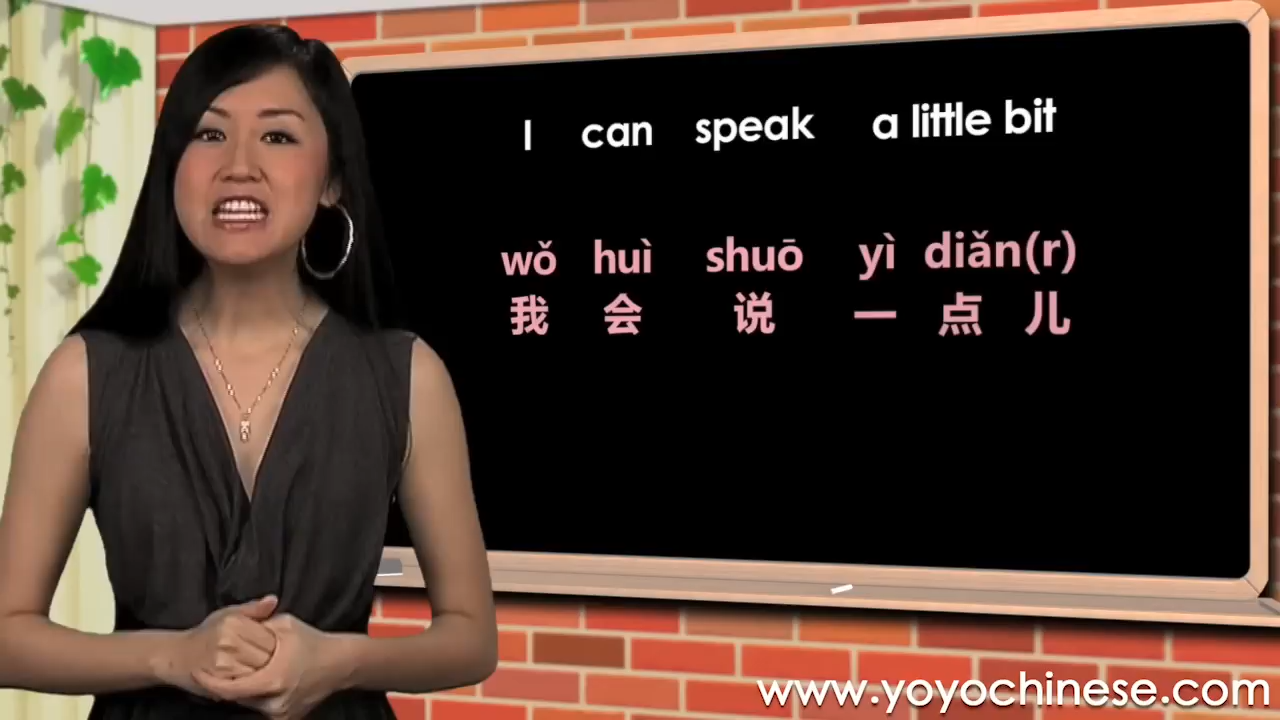 I can speak a little bit
wǒ huì shuō yì diǎn(r)
我 会 说 一 点 儿
www.yoyochinese.com